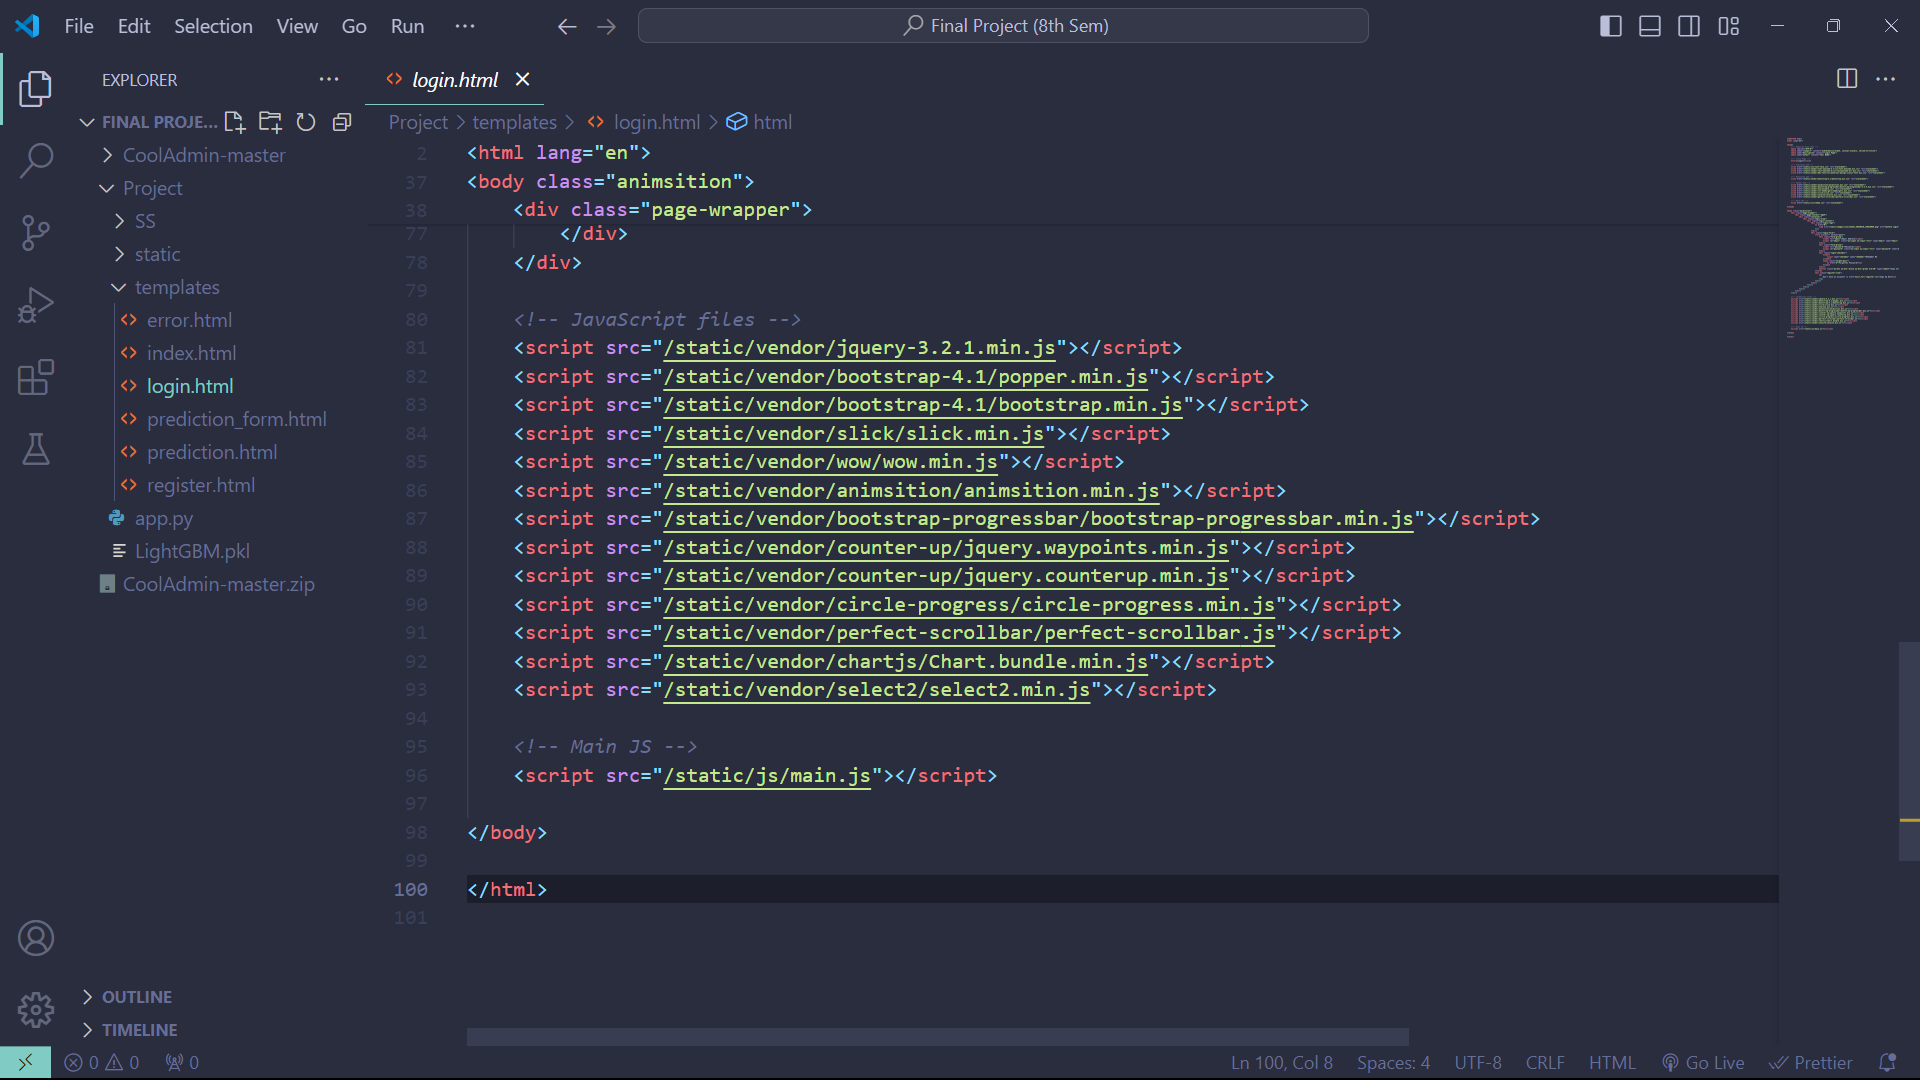 File Edit Selection View Go Run ···
Final Project (8th Sem)
EXPLORER
FINAL PROJE...
CoolAdmin-master
Project
SS
static
templates
error.html
index.html
login.html
prediction_form.html
prediction.html
register.html
app.py
LightGBM.pkl
CoolAdmin-master.zip
OUTLINE
TIMELINE
login.html
Project > templates > login.html > html
2 <html lang="en">
37 <body class="animsition">
38 <div class="page-wrapper">
77 </div>
78 </div>
79
80 <!-- JavaScript files -->
81 <script src="/static/vendor/jquery-3.2.1.min.js"></script>
82 <script src="/static/vendor/bootstrap-4.1/popper.min.js"></script>
83 <script src="/static/vendor/bootstrap-4.1/bootstrap.min.js"></script>
84 <script src="/static/vendor/slick/slick.min.js"></script>
85 <script src="/static/vendor/wow/wow.min.js"></script>
86 <script src="/static/vendor/animsition/animsition.min.js"></script>
87 <script src="/static/vendor/bootstrap-progressbar/bootstrap-progressbar.min.js"></script>
88 <script src="/static/vendor/counter-up/jquery.waypoints.min.js"></script>
89 <script src="/static/vendor/counter-up/jquery.counterup.min.js"></script>
90 <script src="/static/vendor/circle-progress/circle-progress.min.js"></script>
91 <script src="/static/vendor/perfect-scrollbar/perfect-scrollbar.js"></script>
92 <script src="/static/vendor/chartjs/Chart.bundle.min.js"></script>
93 <script src="/static/vendor/select2/select2.min.js"></script>
94
95 <!-- Main JS -->
96 <script src="/static/js/main.js"></script>
97
98 </body>
99
100 </html>
101
0 0 0 Ln 100, Col 8 Spaces: 4 UTF-8 CRLF HTML Go Live Prettier